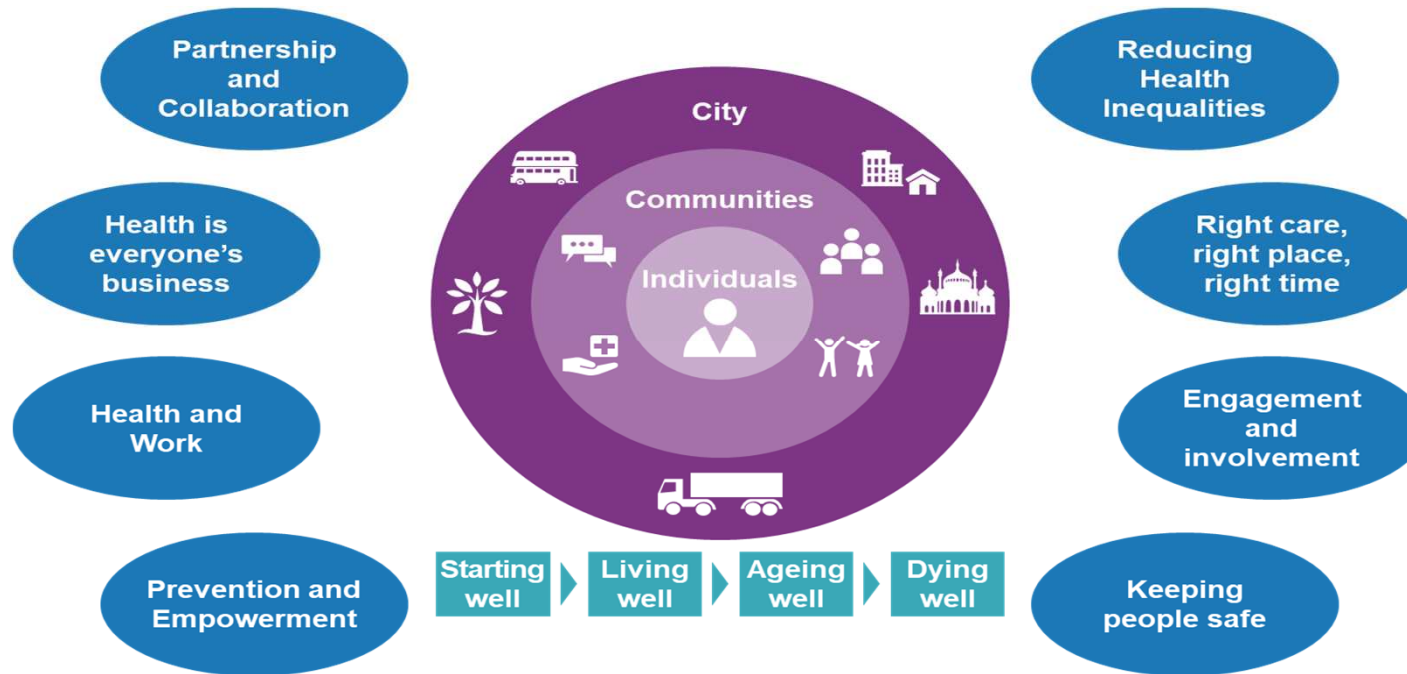 Partnership
and
Collaboration
Health is
everyone’s
business
Health and
Work
Prevention and
Empowerment
City
Communities
Individuals
Starting
well
Living
well
Ageing
well
Dying
well
Reducing
Health
Inequalities
Right care,
right place,
right time
Engagement
and
involvement
Keeping
people safe